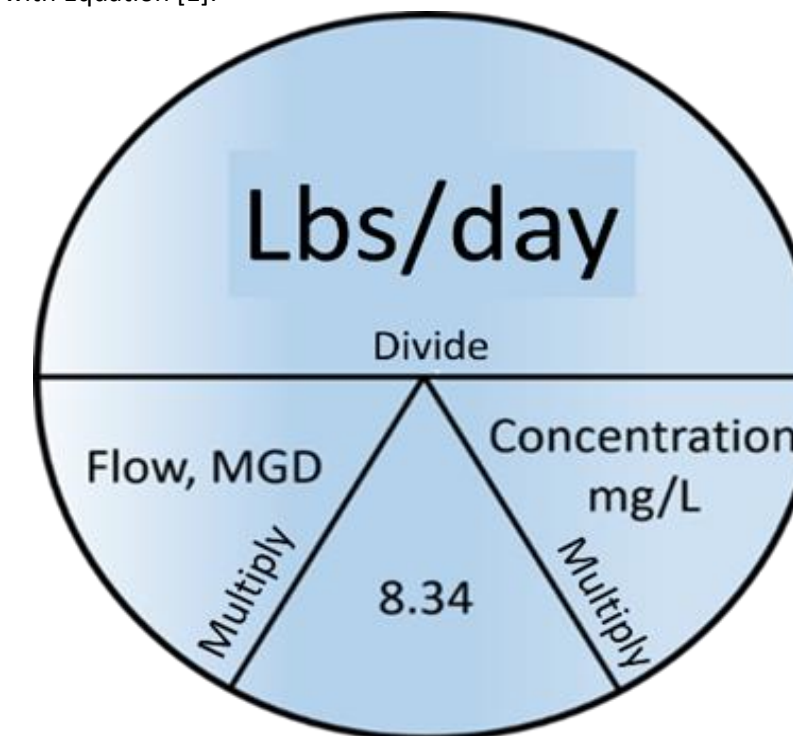 with Equation [1].
Lbs/day
Divide
Flow, MGD
Concentration
mg/L
Multiply
8.34
Multiply